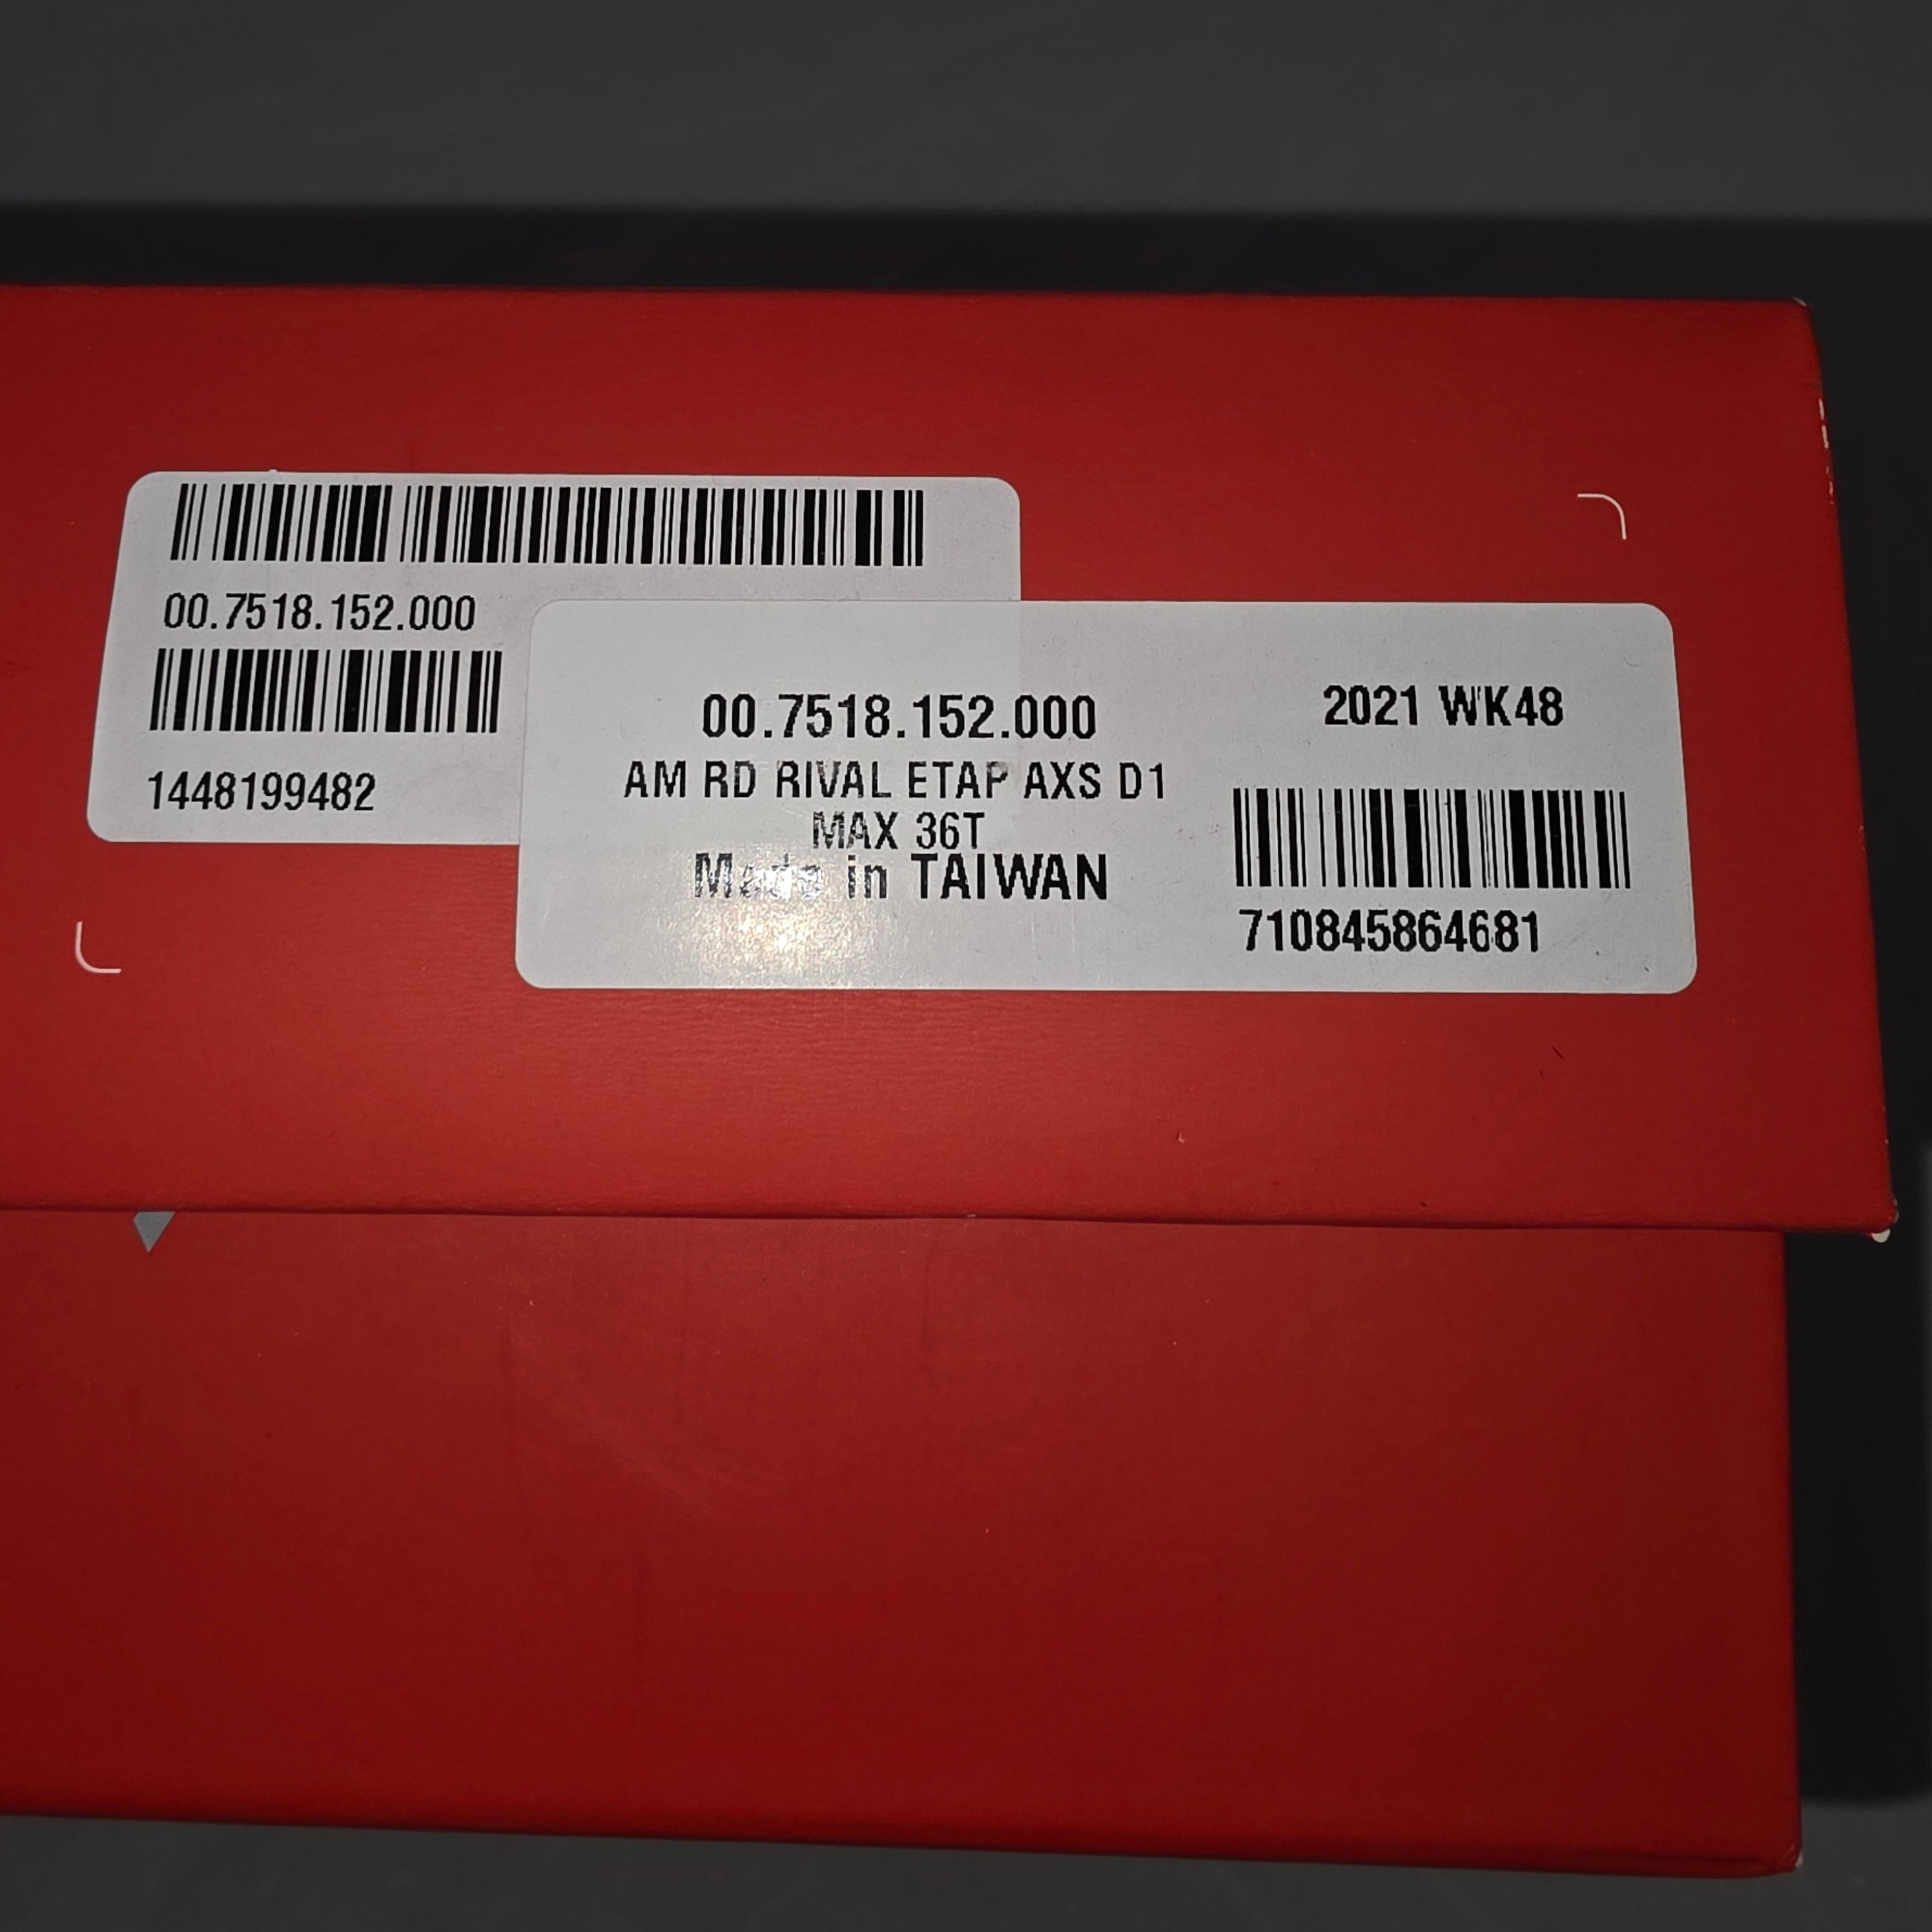 00.7518.152.000
1448199482
00.7518.152.000
AM RD RIVAL ETAP AXS D1
MAX 36T
Made in TAIWAN
2021 WK48
710845864681